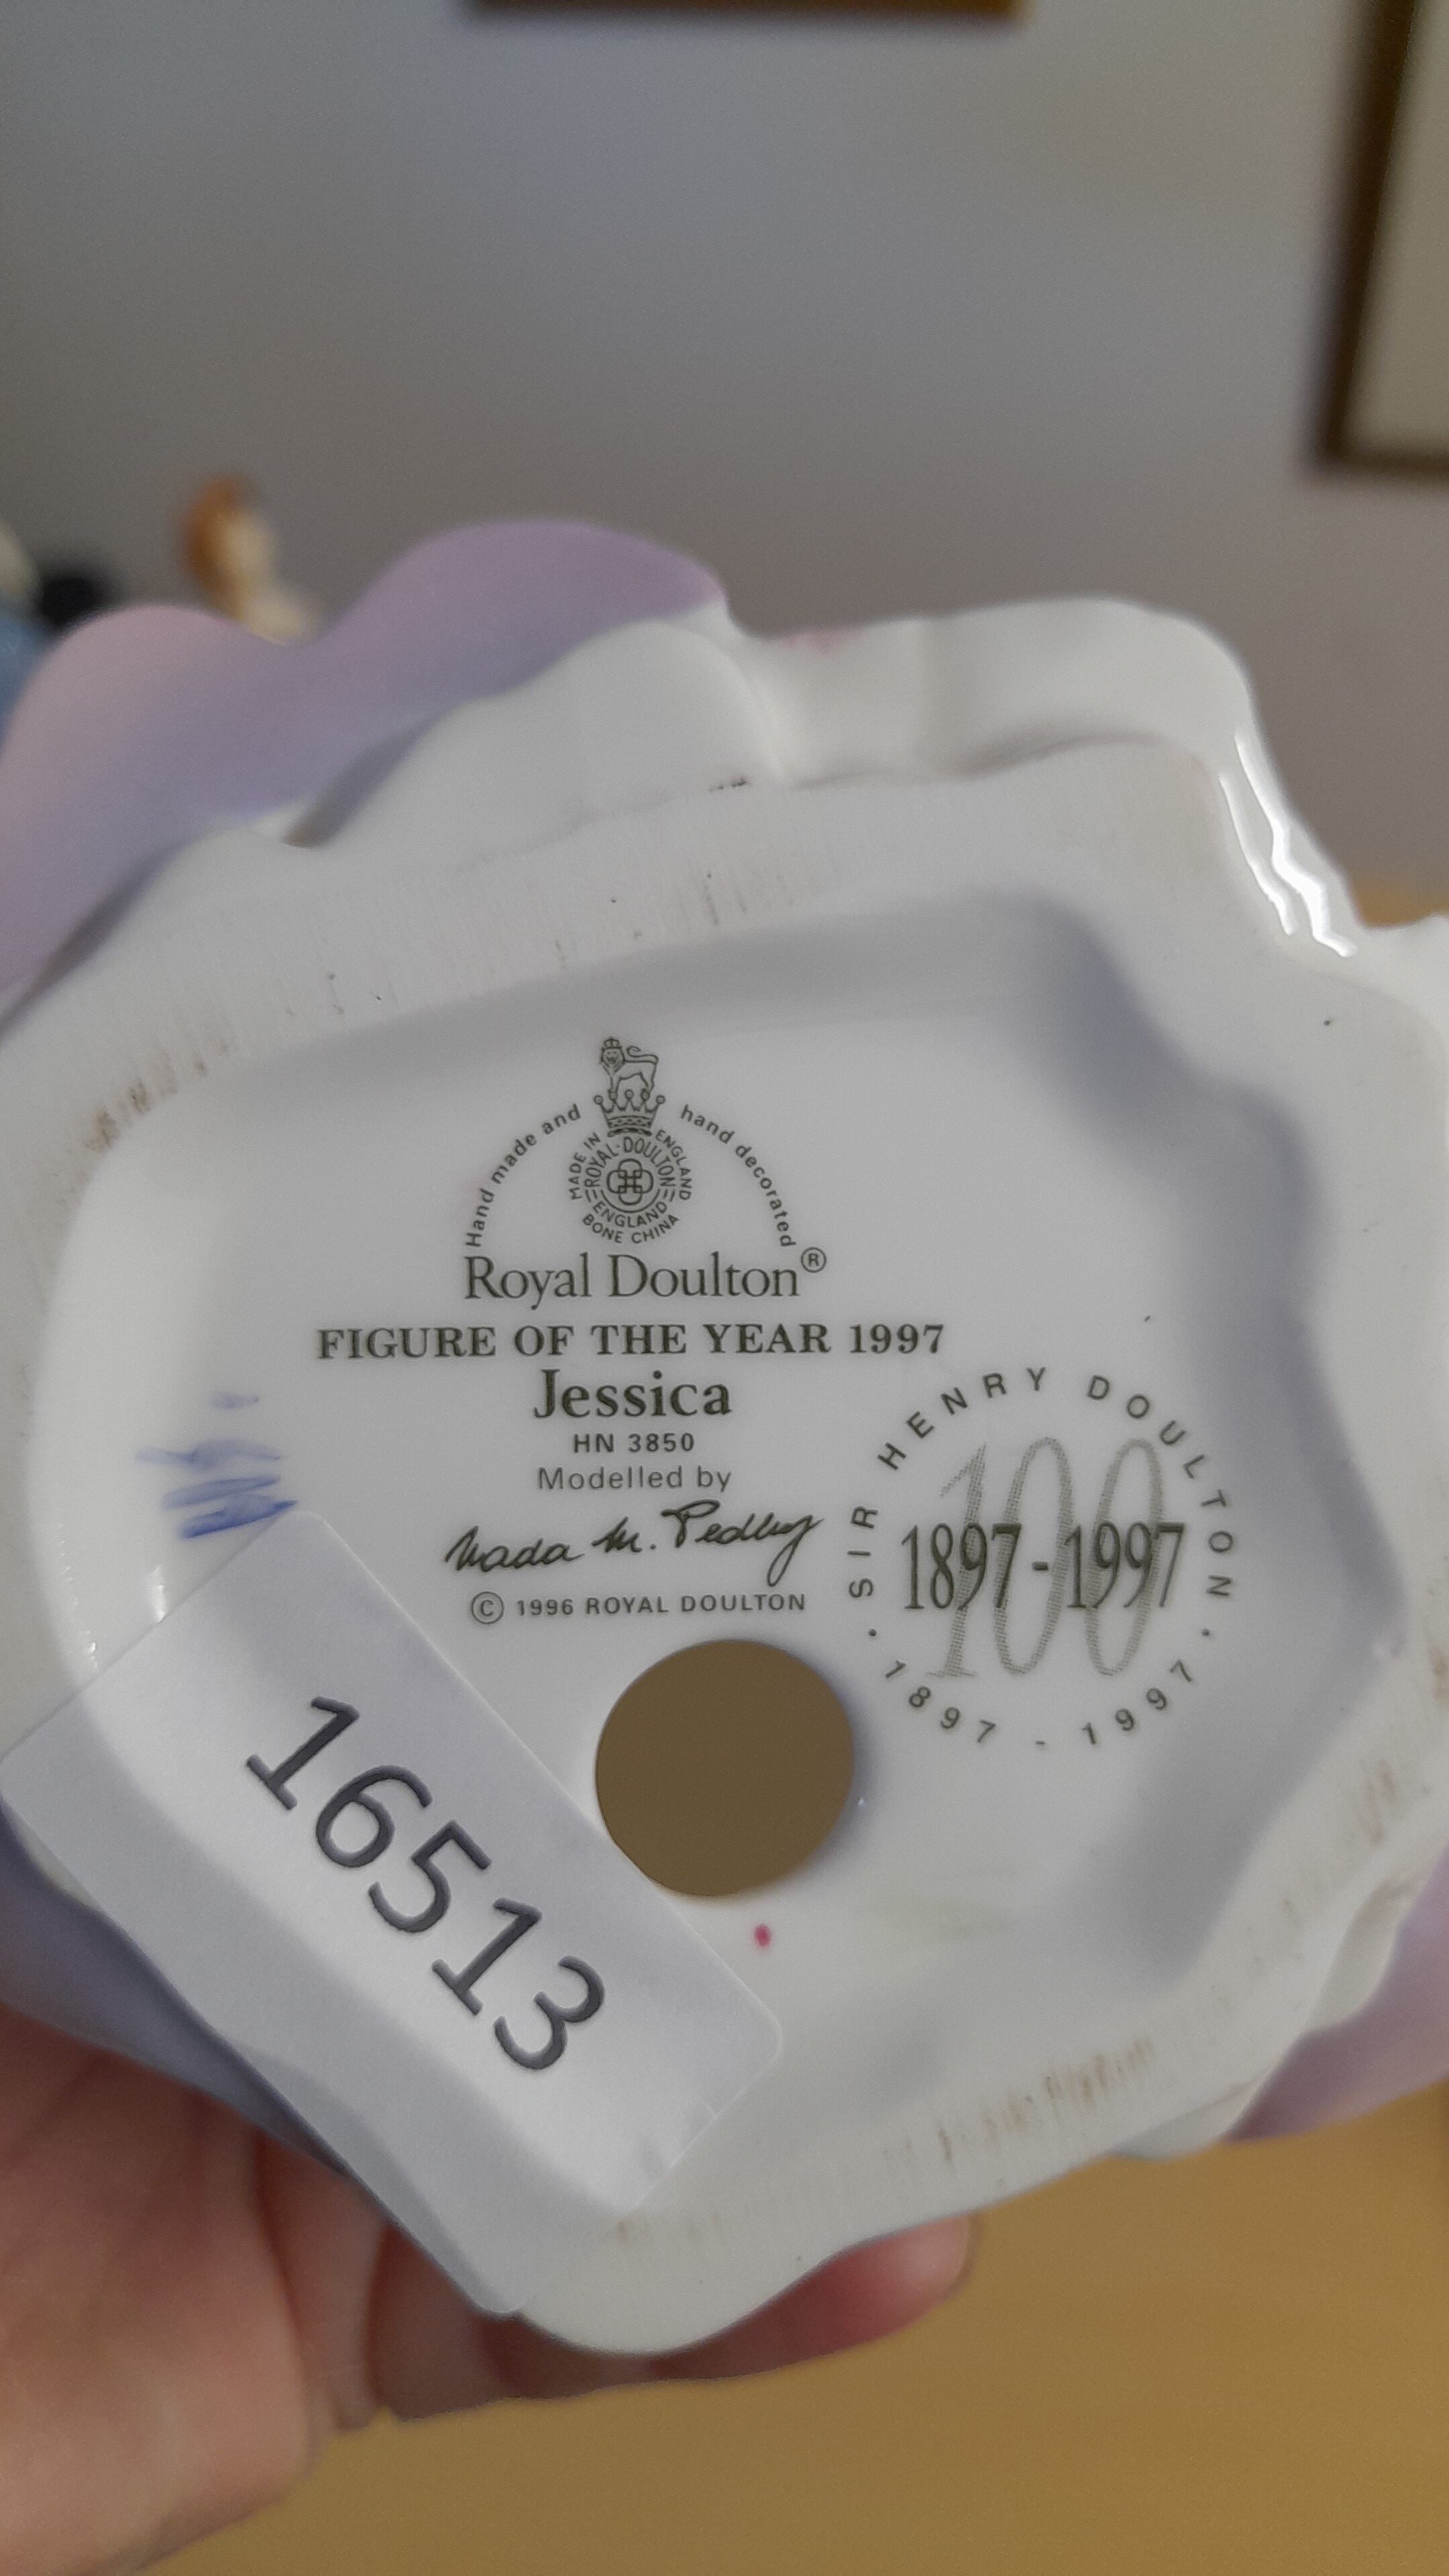 Hand made and hand decorated
MADE IN ENGLAND
ROYAL-DOULTON
ENGLAND
BONE CHINA
Royal Doulton®
FIGURE OF THE YEAR 1997
Jessica
HN 3850
Modelled by
Nada M. Pedley
© 1996 ROYAL DOULTON
• SIR HENRY DOULTON •
100
1897-1997
1897 - 1997
16513